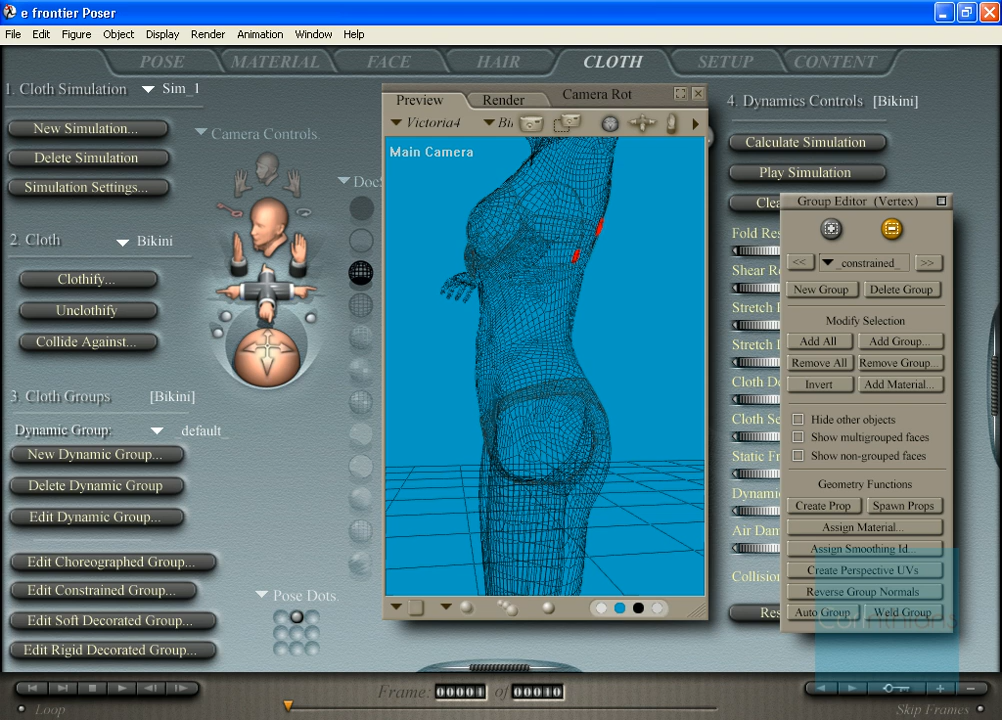 e frontier Poser
File Edit Figure Object Display Render Animation Window Help
POSE MATERIAL FACE HAIR CLOTH SETUP CONTENT
1. Cloth Simulation Sim_1
New Simulation...
Delete Simulation
Simulation Settings...
2. Cloth Bikini
Clothify...
Unclothify
Collide Against...
3. Cloth Groups [Bikini]
Dynamic Group: default_
New Dynamic Group...
Delete Dynamic Group
Edit Dynamic Group...
Edit Choreographed Group...
Edit Constrained Group...
Edit Soft Decorated Group...
Edit Rigid Decorated Group...
Camera Controls.
Pose Dots.
Preview Render Camera Rot
Victoria4
Main Camera
4. Dynamics Controls [Bikini]
Calculate Simulation
Play Simulation
Group Editor (Vertex)
<< _constrained_ >>
New Group Delete Group
Modify Selection
Add All Add Group...
Remove All Remove Group...
Invert Add Material...
Hide other objects
Show multigrouped faces
Show non-grouped faces
Geometry Functions
Create Prop Spawn Props
Assign Material...
Assign Smoothing Id...
Create Perspective UVs
Reverse Group Normals
Auto Group Weld Group
Corinthians
Frame: 00001 of 00010
Loop
Skip Frames